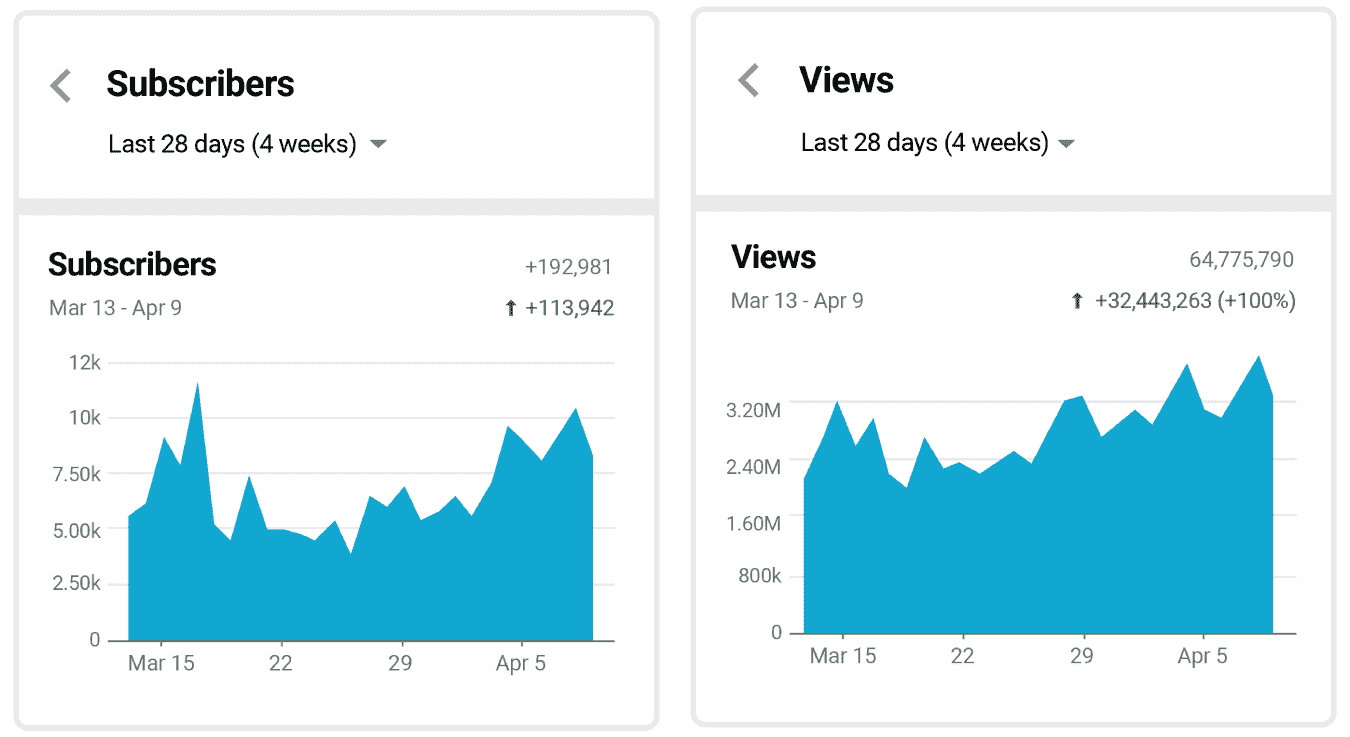 Subscribers
Last 28 days (4 weeks)
Subscribers
+192,981
Mar 13 - Apr 9
+113,942
12k
10k
7.50k
5.00k
2.50k
0
Mar 15 22 29 Apr 5
Views
Last 28 days (4 weeks)
Views
64,775,790
Mar 13 - Apr 9
+32,443,263 (+100%)
3.20M
2.40M
1.60M
800k
0
Mar 15 22 29 Apr 5